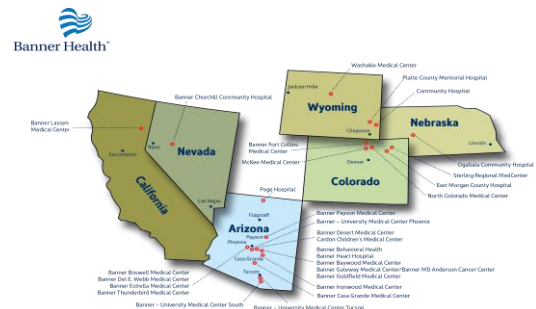 Banner Health
Washakie Medical Center
Platte County Memorial Hospital
Community Hospital
Jackson Hole
Wyoming
Banner Churchill Community Hospital
Cheyenne
Nebraska
Lincoln
Banner Lassen
Medical Center
Reno
Sacramento
Nevada
Banner Fort Collins
Medical Center
McKee Medical Center
Denver
Colorado
Ogallala Community Hospital
Sterling Regional MedCenter
East Morgan County Hospital
North Colorado Medical Center
California
Las Vegas
Page Hospital
Flagstaff
Arizona
Payson
Phoenix
Casa Grande
Tucson
Banner Payson Medical Center
Banner – University Medical Center Phoenix
Banner Desert Medical Center
Cardon Children's Medical Center
Banner Behavioral Health
Banner Heart Hospital
Banner Baywood Medical Center
Banner Gateway Medical Center/Banner MD Anderson Cancer Center
Banner Goldfield Medical Center
Banner Ironwood Medical Center
Banner Casa Grande Medical Center
Banner Boswell Medical Center
Banner Del E. Webb Medical Center
Banner Estrella Medical Center
Banner Thunderbird Medical Center
Banner – University Medical Center South
Banner – University Medical Center Tucson